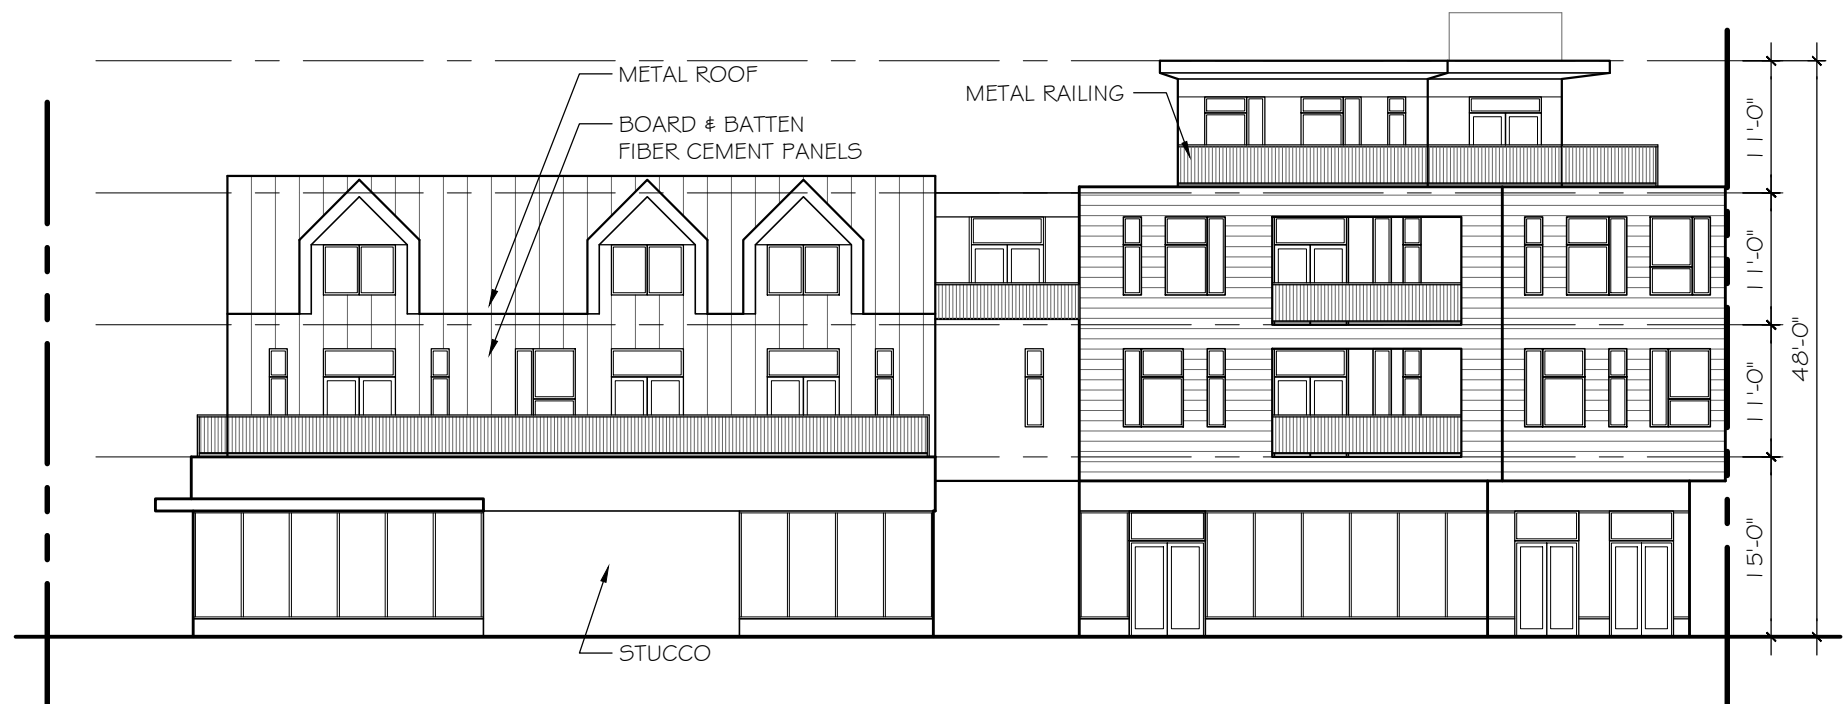 METAL ROOF
METAL RAILING
BOARD & BATTEN
FIBER CEMENT PANELS
11'-0"
11'-0"
11'-0"
48'-0"
15'-0"
STUCCO